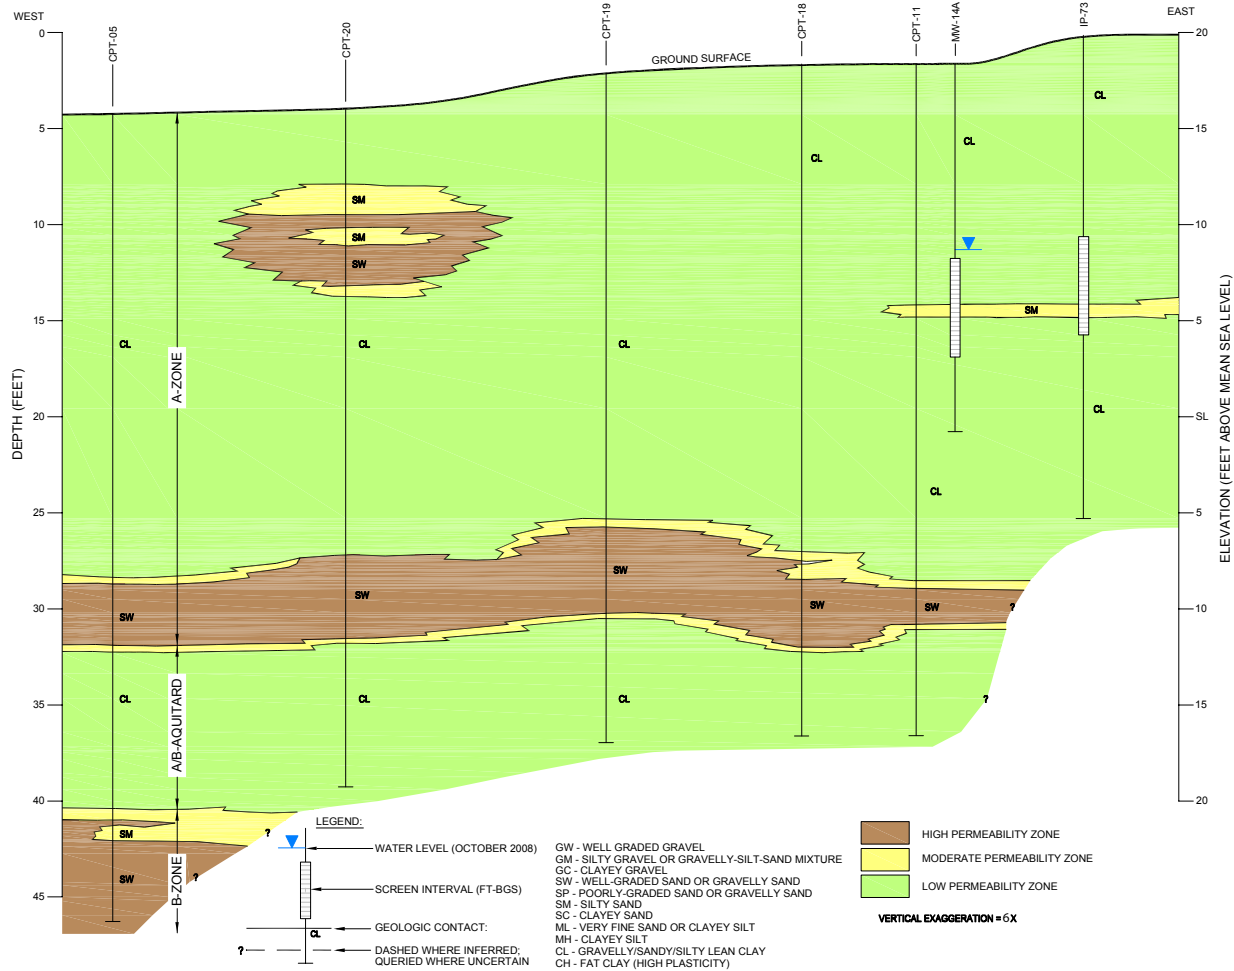 WEST
EAST
CPT-05
CPT-20
CPT-19
CPT-18
CPT-11
MW-14A
IP-73
GROUND SURFACE
0
5
10
15
20
25
30
35
40
45
DEPTH (FEET)
20
15
10
5
SL
5
10
15
20
ELEVATION (FEET ABOVE MEAN SEA LEVEL)
CL
CL
CL
SM
SM
SW
SM
CL
CL
CL
CL
CL
A-ZONE
SW
SW
SW
SW
SW
?
CL
CL
CL
?
A/B-AQUITARD
SM
?
SW
?
B-ZONE
LEGEND:
WATER LEVEL (OCTOBER 2008)
SCREEN INTERVAL (FT-BGS)
GEOLOGIC CONTACT:
CL
?
DASHED WHERE INFERRED;
QUERIED WHERE UNCERTAIN
GW - WELL GRADED GRAVEL
GM - SILTY GRAVEL OR GRAVELLY-SILT-SAND MIXTURE
GC - CLAYEY GRAVEL
SW - WELL-GRADED SAND OR GRAVELLY SAND
SP - POORLY-GRADED SAND OR GRAVELLY SAND
SM - SILTY SAND
SC - CLAYEY SAND
ML - VERY FINE SAND OR CLAYEY SILT
MH - CLAYEY SILT
CL - GRAVELLY/SANDY/SILTY LEAN CLAY
CH - FAT CLAY (HIGH PLASTICITY)
HIGH PERMEABILITY ZONE
MODERATE PERMEABILITY ZONE
LOW PERMEABILITY ZONE
VERTICAL EXAGGERATION = 6X